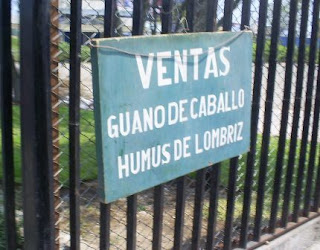 VENTAS
GUANO DE CABALLO
HUMUS DE LOMBRIZ